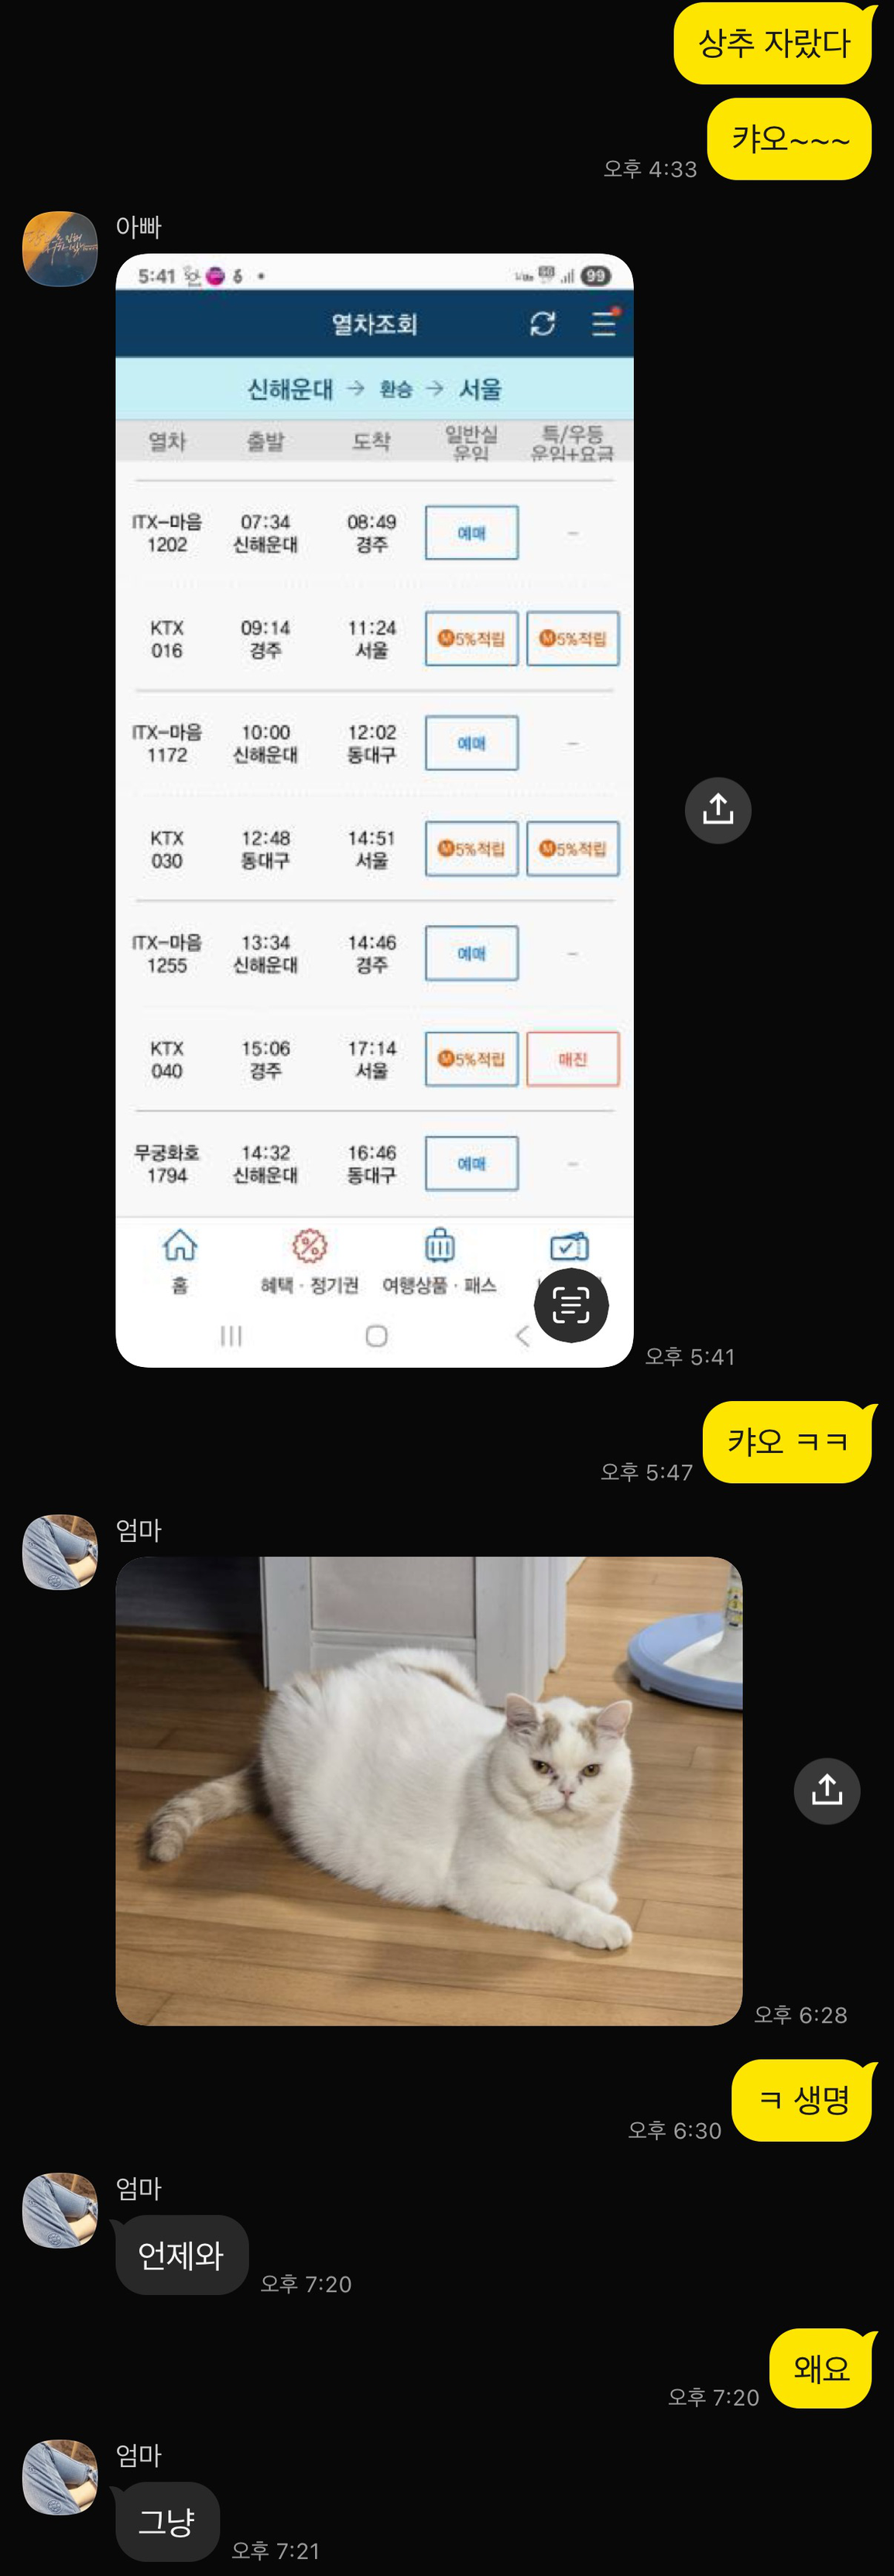 상추 자랐다
캬오~~~
오후 4:33
아빠
5:41
99
열차조회
신해운대 → 환승 → 서울
열차 출발 도착 일반실 운임 특/우등 운임+요금
ITX-마음 07:34 08:49 예매 -
1202 신해운대 경주
KTX 09:14 11:24 M5%적립 M5%적립
016 경주 서울
ITX-마음 10:00 12:02 예매 -
1172 신해운대 동대구
KTX 12:48 14:51 M5%적립 M5%적립
030 동대구 서울
ITX-마음 13:34 14:46 예매 -
1255 신해운대 경주
KTX 15:06 17:14 M5%적립 매진
040 경주 서울
무궁화호 14:32 16:46 예매 -
1794 신해운대 동대구
홈 혜택 · 정기권 여행상품 · 패스
오후 5:41
캬오 ㅋㅋ
오후 5:47
엄마
오후 6:28
ㅋ 생명
오후 6:30
엄마
언제와
오후 7:20
왜요
오후 7:20
엄마
그냥
오후 7:21